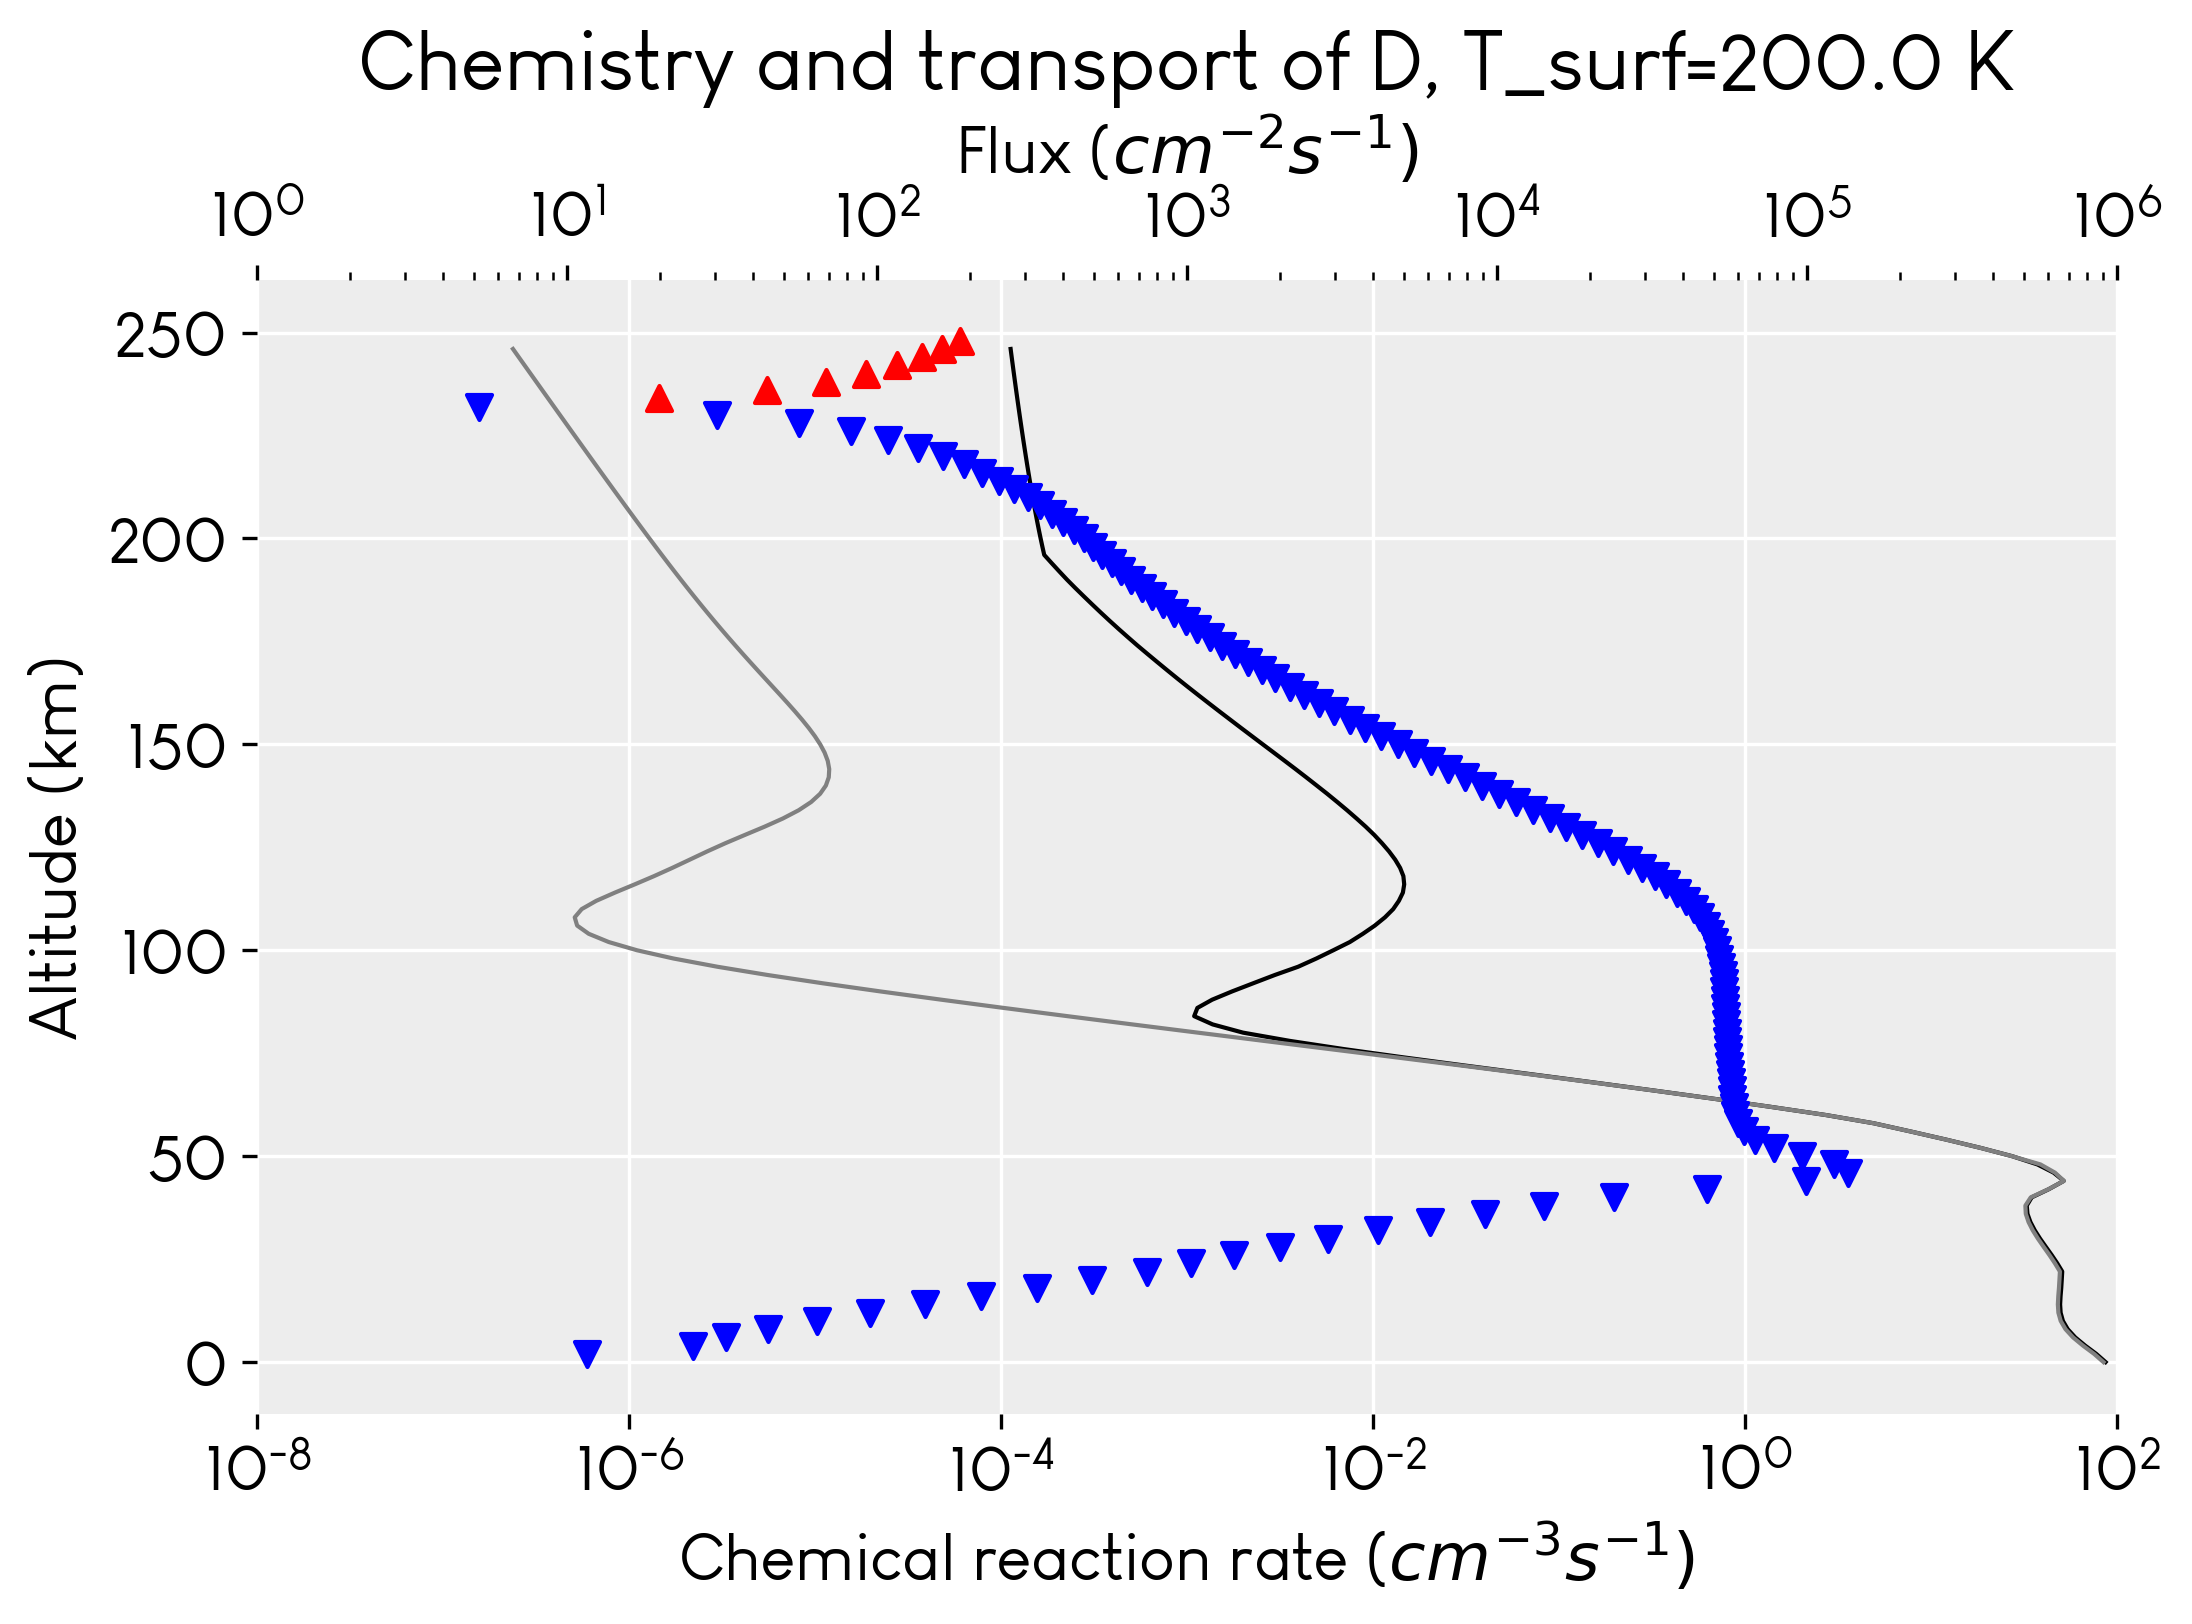 Chemistry and transport of D, T_surf=200.0 K
Flux (cm⁻²s⁻¹)
10⁰ 10¹ 10² 10³ 10⁴ 10⁵ 10⁶
250
200
150
100
50
0
Altitude (km)
10⁻⁸ 10⁻⁶ 10⁻⁴ 10⁻² 10⁰ 10²
Chemical reaction rate (cm⁻³s⁻¹)